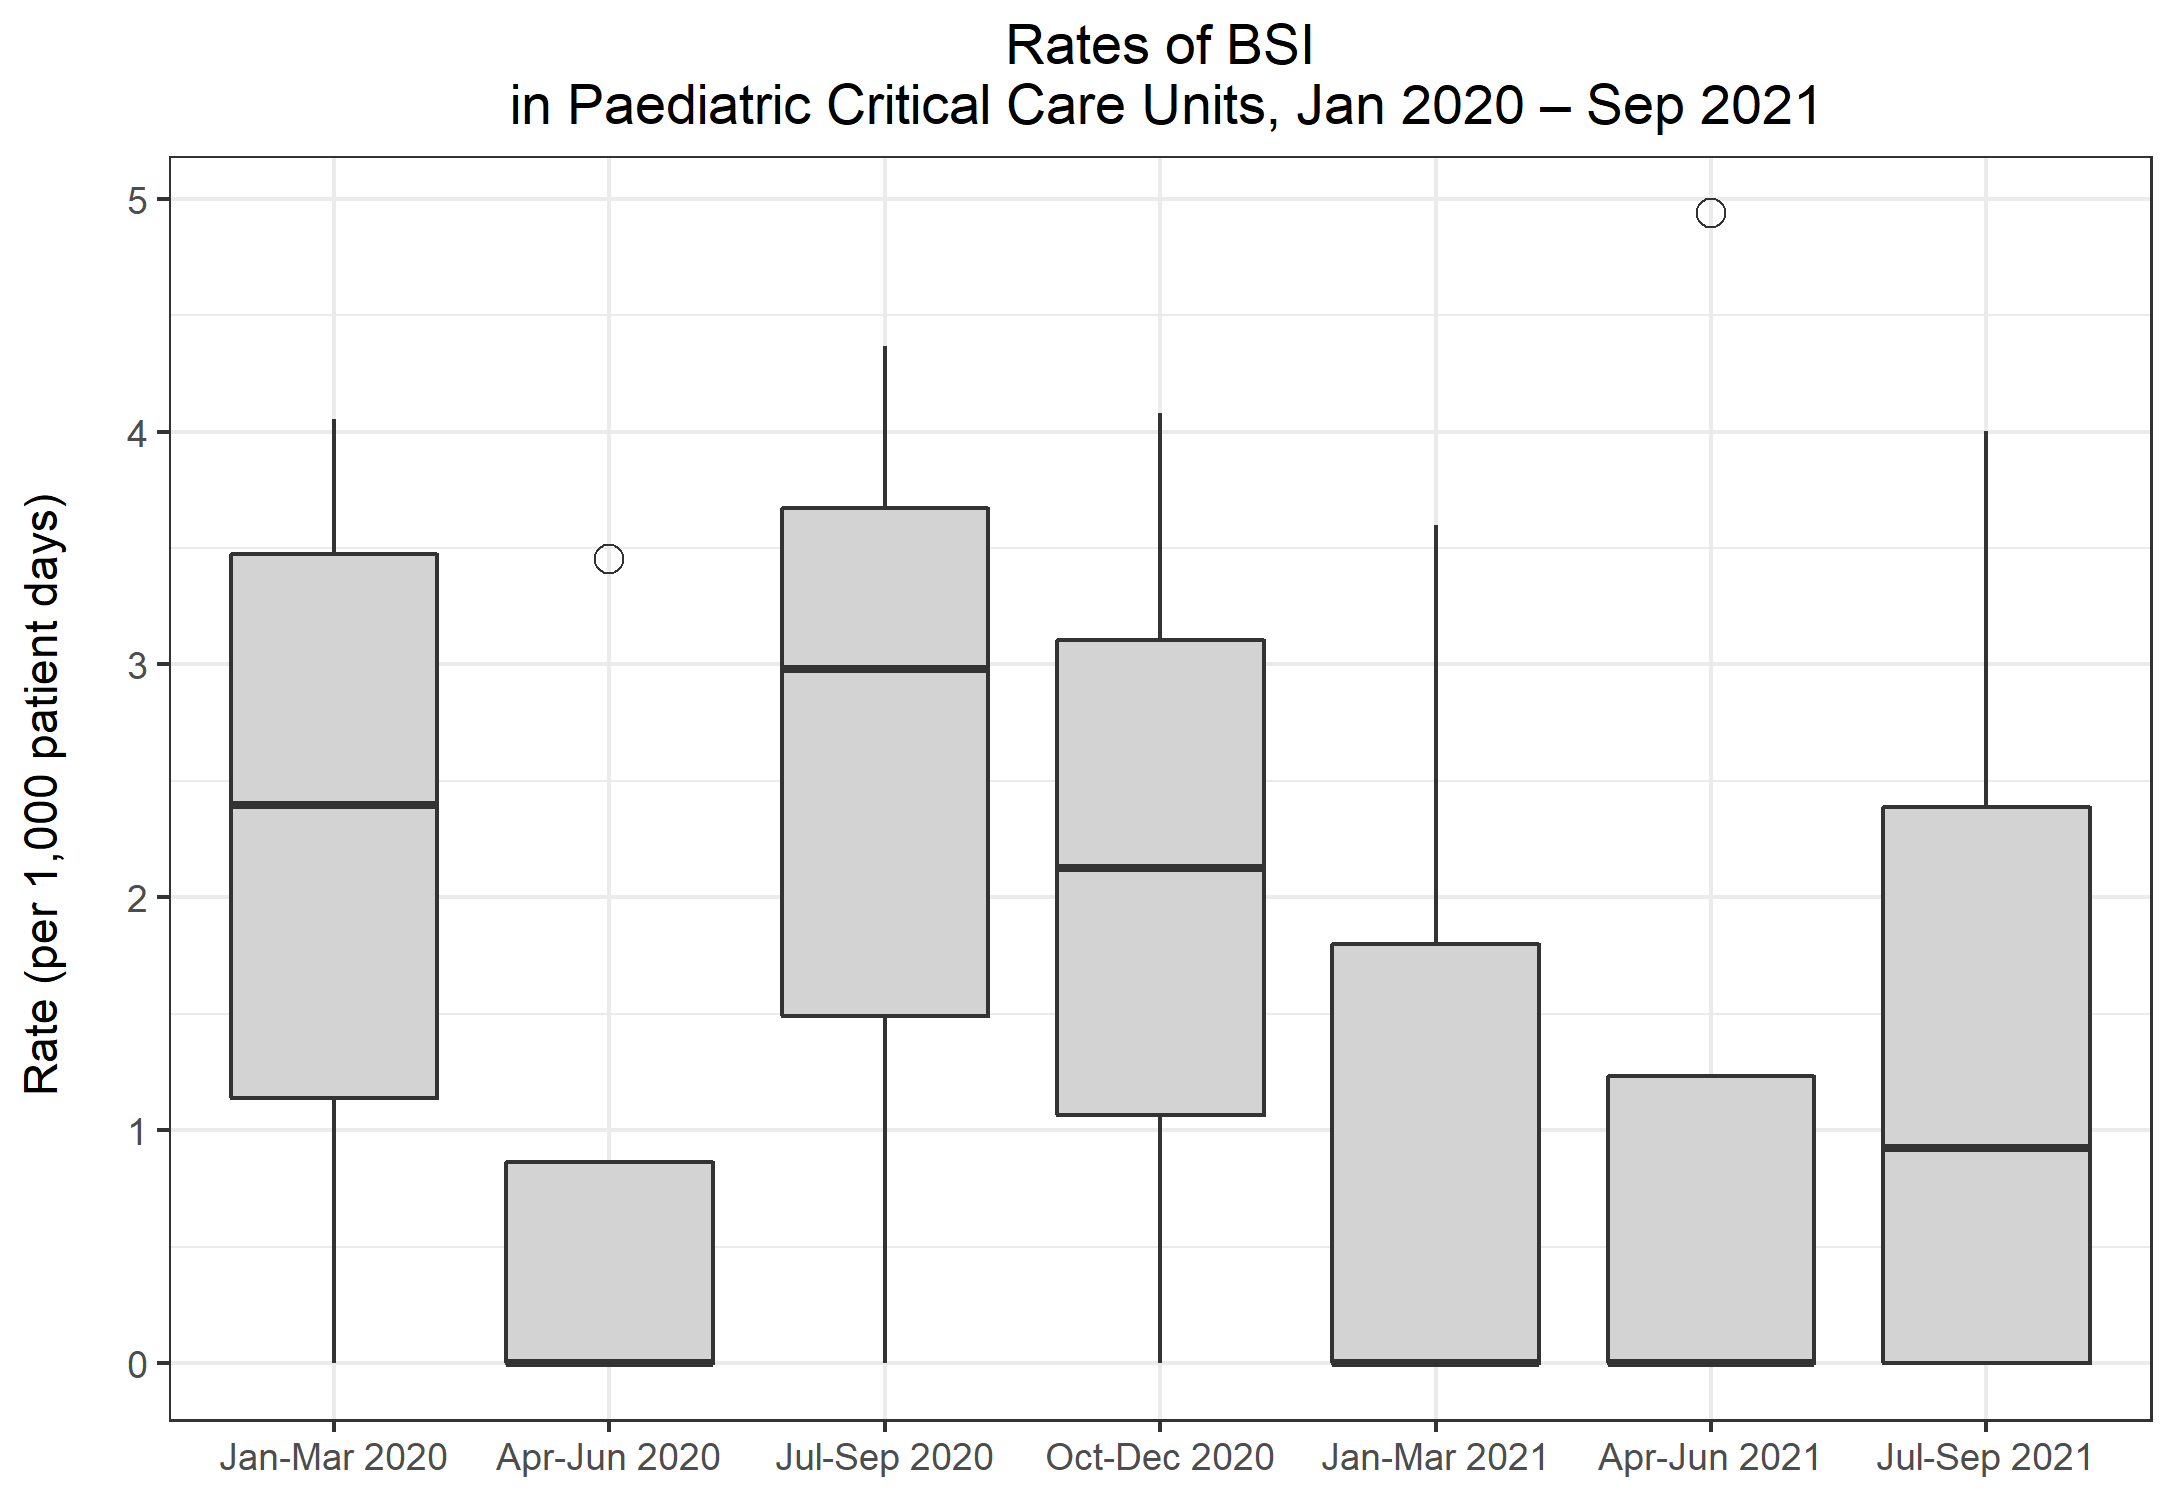 Rates of BSI
in Paediatric Critical Care Units, Jan 2020 – Sep 2021
Rate (per 1,000 patient days)
5
4
3
2
1
0
Jan-Mar 2020 Apr-Jun 2020 Jul-Sep 2020 Oct-Dec 2020 Jan-Mar 2021 Apr-Jun 2021 Jul-Sep 2021